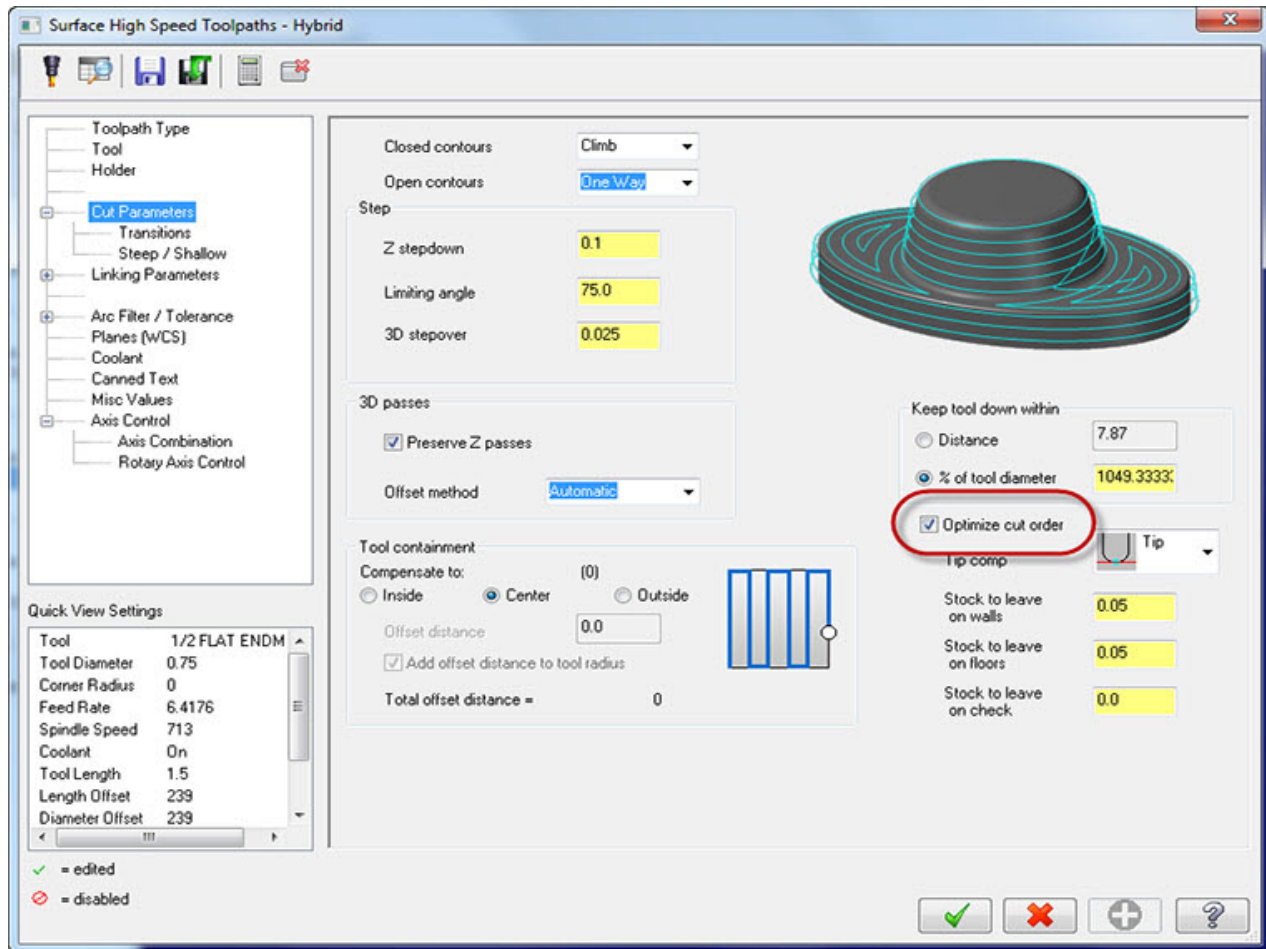 Surface High Speed Toolpaths - Hybrid
Toolpath Type
Tool
Holder
Cut Parameters
Transitions
Steep / Shallow
Linking Parameters
Arc Filter / Tolerance
Planes (WCS)
Coolant
Canned Text
Misc Values
Axis Control
Axis Combination
Rotary Axis Control
Quick View Settings
Tool 1/2 FLAT ENDM
Tool Diameter 0.75
Corner Radius 0
Feed Rate 6.4176
Spindle Speed 713
Coolant On
Tool Length 1.5
Length Offset 239
Diameter Offset 239
= edited
= disabled
Closed contours Climb
Open contours One Way
Step
Z stepdown 0.1
Limiting angle 75.0
3D stepover 0.025
3D passes
Preserve Z passes
Offset method Automatic
Tool containment
Compensate to: (0)
Inside Center Outside
Offset distance 0.0
Add offset distance to tool radius
Total offset distance = 0
Keep tool down within
Distance 7.87
% of tool diameter 1049.33333
Optimize cut order
Tip comp Tip
Stock to leave
on walls 0.05
Stock to leave
on floors 0.05
Stock to leave
on check 0.0